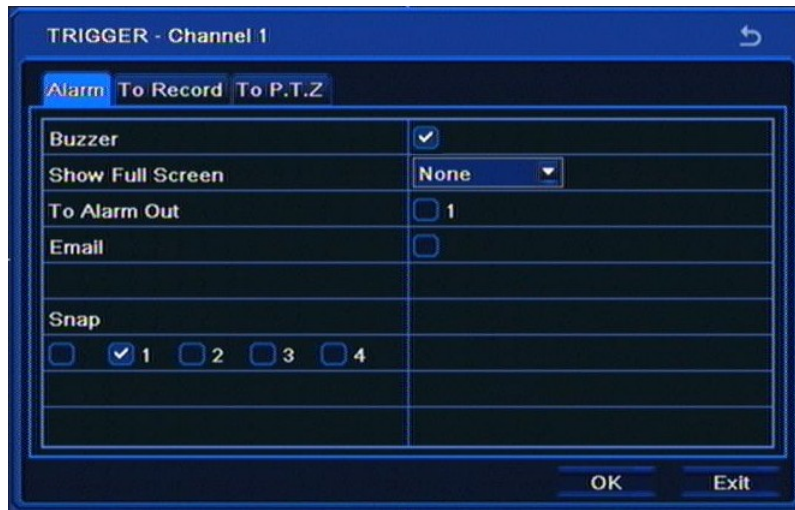 TRIGGER - Channel 1
Alarm To Record To P.T.Z
Buzzer
Show Full Screen None
To Alarm Out 1
Email
Snap
1 2 3 4
OK Exit